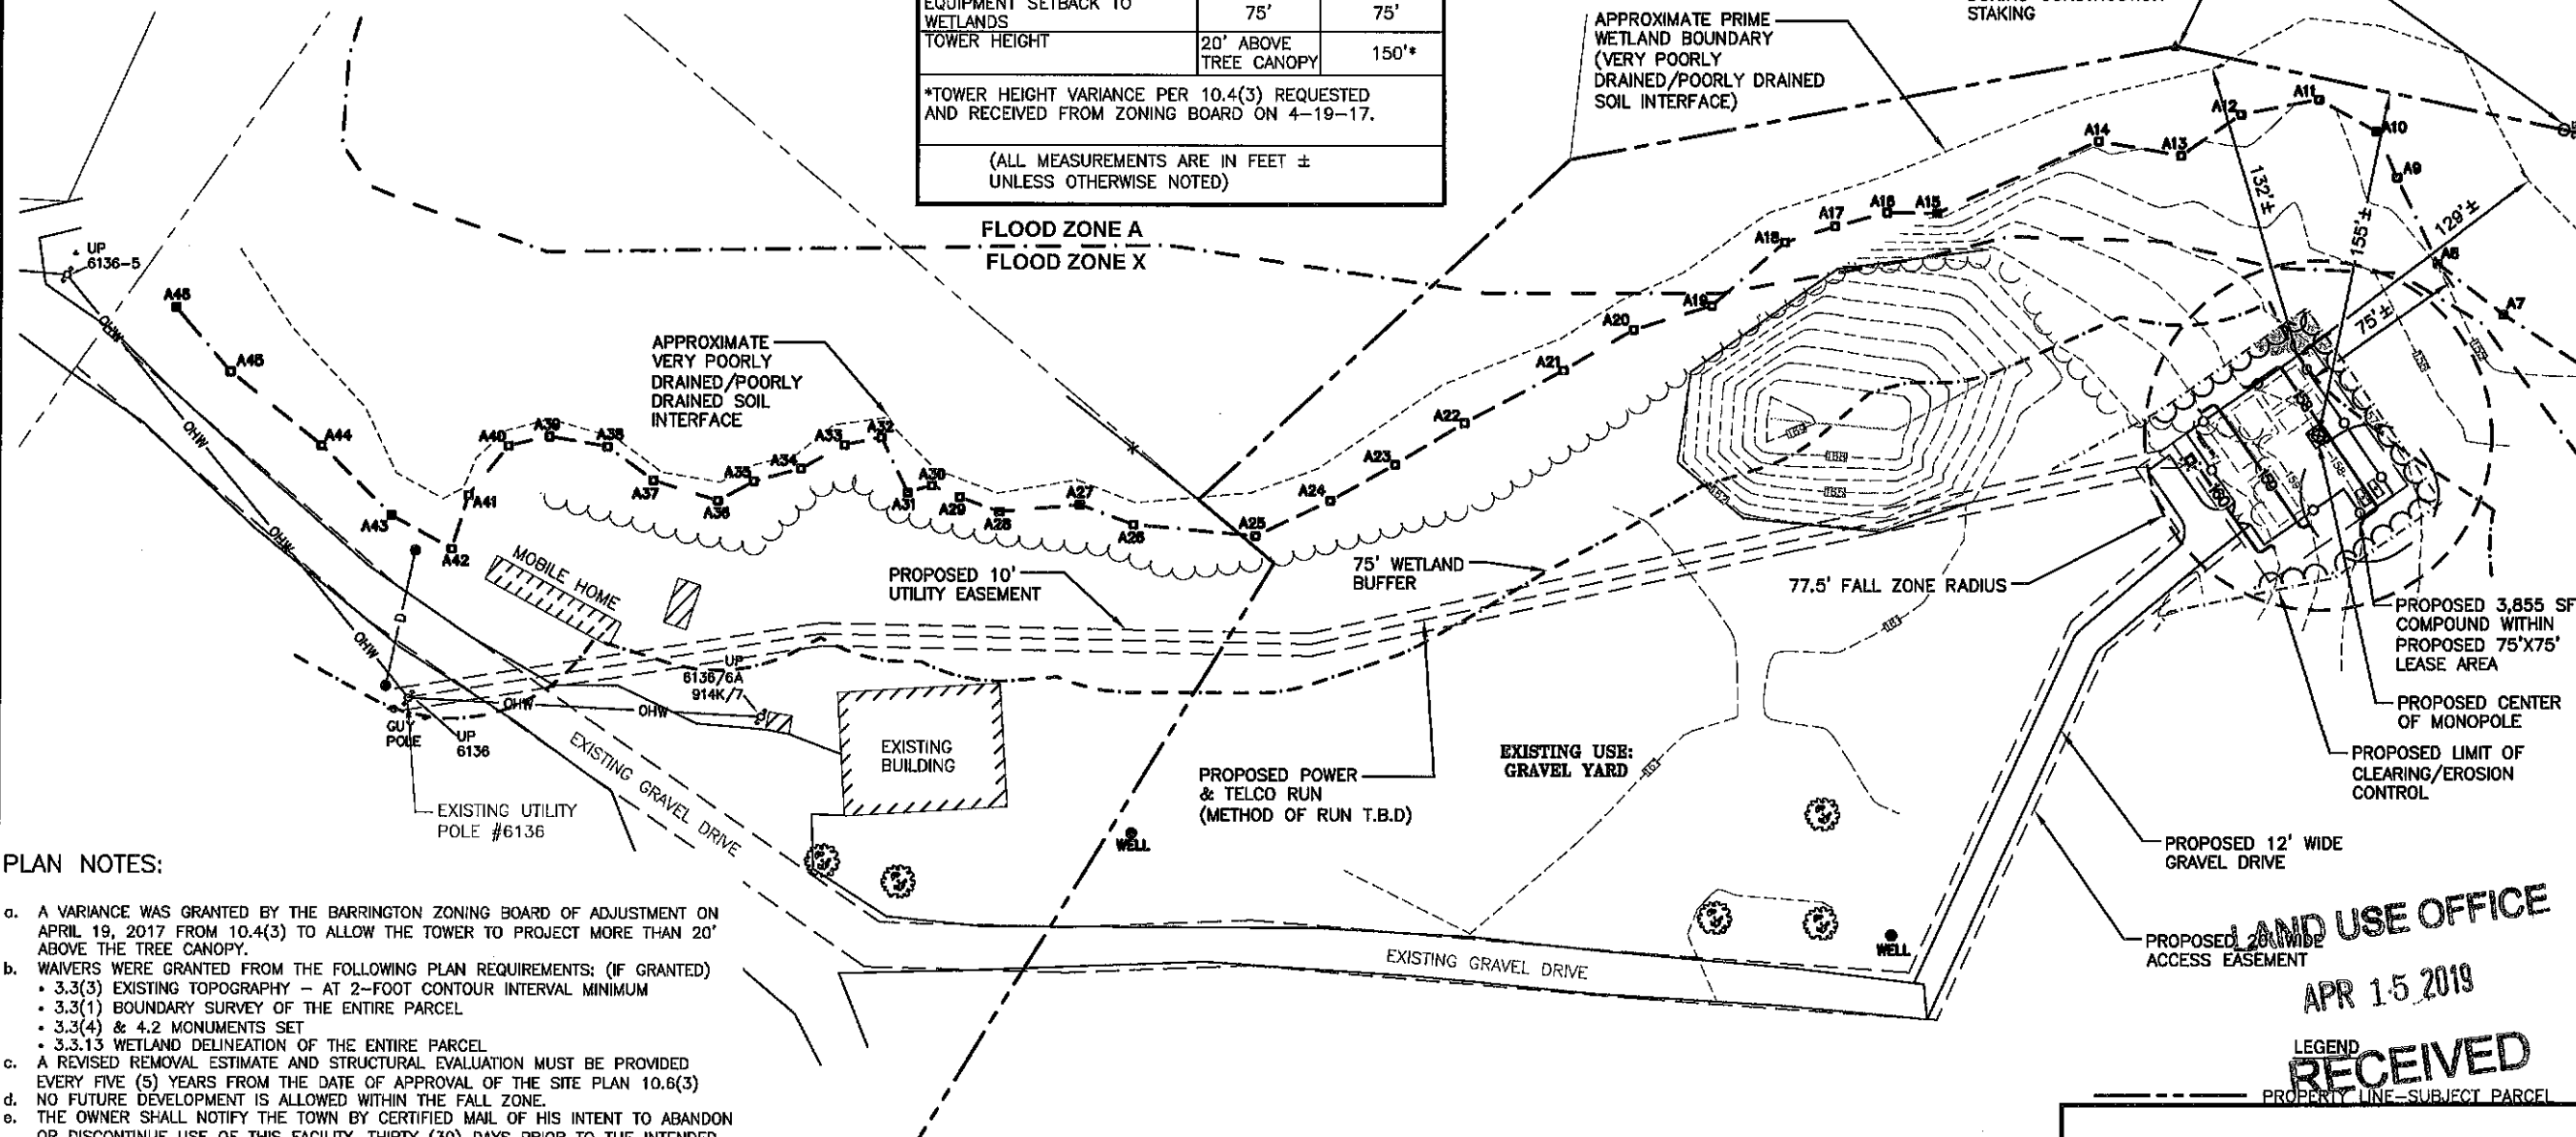 EQUIPMENT SETBACK TO
WETLANDS
75'
75'
TOWER HEIGHT
20' ABOVE
TREE CANOPY
150'*
*TOWER HEIGHT VARIANCE PER 10.4(3) REQUESTED
AND RECEIVED FROM ZONING BOARD ON 4-19-17.
(ALL MEASUREMENTS ARE IN FEET ±
UNLESS OTHERWISE NOTED)
FLOOD ZONE A
FLOOD ZONE X
STAKING
APPROXIMATE PRIME
WETLAND BOUNDARY
(VERY POORLY
DRAINED/POORLY DRAINED
SOIL INTERFACE)
A14
A13
A12
A11
A10
A9
A8
A7
132'±
155'±
129'±
75'±
A18
A17
A16
A15
A19
A20
A21
A22
A23
A24
A25
UP
6136-5
A46
A45
A44
A43
A42
A41
A40
A39
A38
A37
A36
A35
A34
A33
A32
A31
A30
A29
A28
A27
A26
APPROXIMATE
VERY POORLY
DRAINED/POORLY
DRAINED SOIL
INTERFACE
OHW
OHW
OHW
OHW
D
MOBILE HOME
PROPOSED 10'
UTILITY EASEMENT
75' WETLAND
BUFFER
77.5' FALL ZONE RADIUS
158
159
160
PROPOSED 3,855 SF
COMPOUND WITHIN
PROPOSED 75'X75'
LEASE AREA
PROPOSED CENTER
OF MONOPOLE
PROPOSED LIMIT OF
CLEARING/EROSION
CONTROL
UP
6136/6A
914K/7
OHW
OHW
GUY
POLE
UP
6136
EXISTING UTILITY
POLE #6136
EXISTING GRAVEL DRIVE
EXISTING
BUILDING
WELL
PROPOSED POWER
& TELCO RUN
(METHOD OF RUN T.B.D)
EXISTING USE:
GRAVEL YARD
PROPOSED 12' WIDE
GRAVEL DRIVE
WELL
EXISTING GRAVEL DRIVE
PROPOSED 20' WIDE
ACCESS EASEMENT
LAND USE OFFICE
APR 15 2019
RECEIVED
LEGEND
PROPERTY LINE-SUBJECT PARCEL
PLAN NOTES:
a. A VARIANCE WAS GRANTED BY THE BARRINGTON ZONING BOARD OF ADJUSTMENT ON
APRIL 19, 2017 FROM 10.4(3) TO ALLOW THE TOWER TO PROJECT MORE THAN 20'
ABOVE THE TREE CANOPY.
b. WAIVERS WERE GRANTED FROM THE FOLLOWING PLAN REQUIREMENTS: (IF GRANTED)
• 3.3(3) EXISTING TOPOGRAPHY – AT 2-FOOT CONTOUR INTERVAL MINIMUM
• 3.3(1) BOUNDARY SURVEY OF THE ENTIRE PARCEL
• 3.3(4) & 4.2 MONUMENTS SET
• 3.3.13 WETLAND DELINEATION OF THE ENTIRE PARCEL
c. A REVISED REMOVAL ESTIMATE AND STRUCTURAL EVALUATION MUST BE PROVIDED
EVERY FIVE (5) YEARS FROM THE DATE OF APPROVAL OF THE SITE PLAN 10.6(3)
d. NO FUTURE DEVELOPMENT IS ALLOWED WITHIN THE FALL ZONE.
e. THE OWNER SHALL NOTIFY THE TOWN BY CERTIFIED MAIL OF HIS INTENT TO ABANDON
OR DISCONTINUE USE OF THIS FACILITY, THIRTY (30) DAYS PRIOR TO THE INTENDED